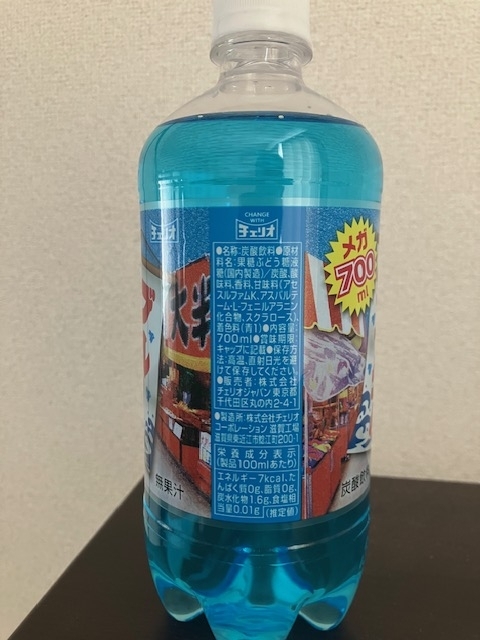 CHANGE
WITH
チェリオ
チェリオ
●名称:炭酸飲料●原材
料名:果糖ぶどう糖液
糖(国内製造)/炭酸、酸
味料、香料、甘味料(アセ
スルファムK、アスパルテ
ーム・L-フェニルアラニン
化合物、スクラロース)、
着色料(青1)●内容量:
700ml●賞味期限:
キャップに記載●保存方
法:高温、直射日光を避
けて保存してください。
●販売者:株式会社
チェリオジャパン 東京都
千代田区丸の内2-4-1
●製造所:株式会社チェリオ
コーポレーション 滋賀工場
滋賀県東近江市鯰江町200-1
栄養成分表示
(製品100mlあたり)
エネルギー7kcal、た
んぱく質0g、脂質0g、
炭水化物1.6g、食塩相
当量0.01g(推定値)
メガ
700
ml
大判
無果汁
炭酸飲料